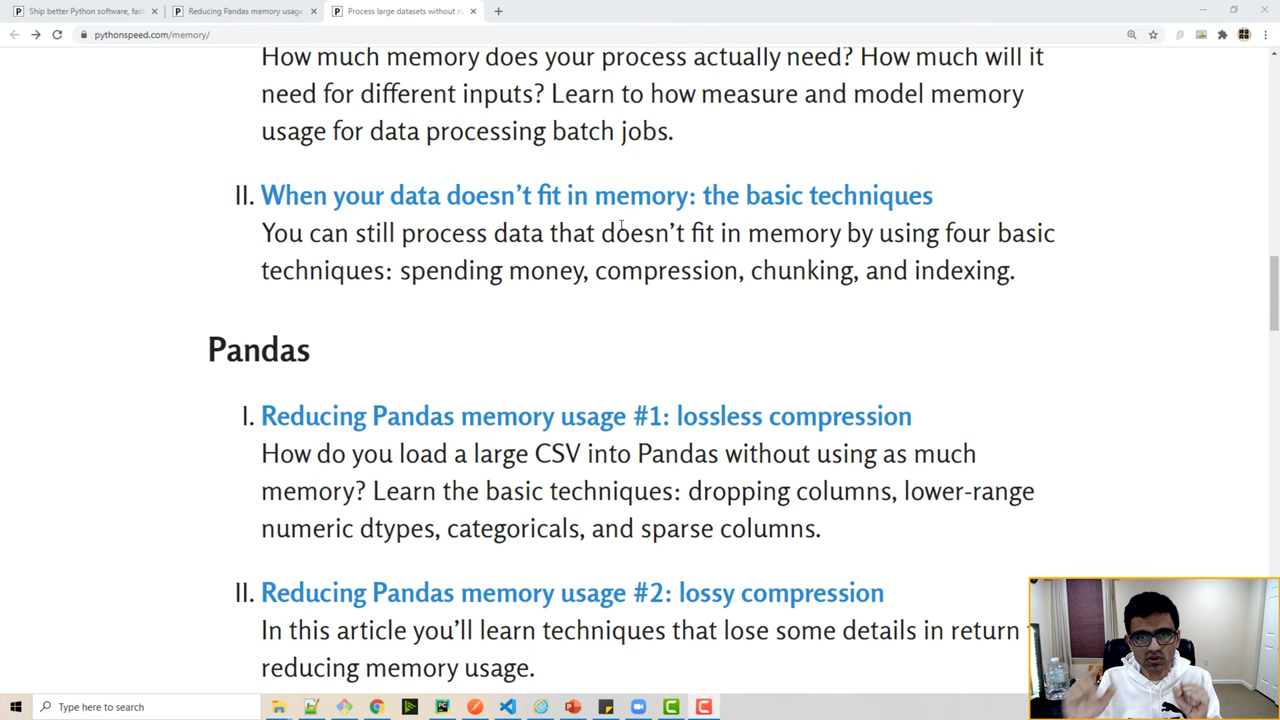 Ship better Python software, fast
Reducing Pandas memory usage
Process large datasets without ru
pythonspeed.com/memory/
How much memory does your process actually need? How much will it
need for different inputs? Learn to how measure and model memory
usage for data processing batch jobs.
II. When your data doesn’t fit in memory: the basic techniques
You can still process data that doesn’t fit in memory by using four basic
techniques: spending money, compression, chunking, and indexing.
Pandas
I. Reducing Pandas memory usage #1: lossless compression
How do you load a large CSV into Pandas without using as much
memory? Learn the basic techniques: dropping columns, lower-range
numeric dtypes, categoricals, and sparse columns.
II. Reducing Pandas memory usage #2: lossy compression
In this article you’ll learn techniques that lose some details in return
reducing memory usage.
Type here to search